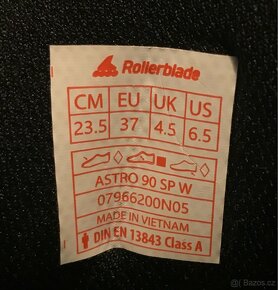 Rollerblade
CM EU UK US
23.5 37 4.5 6.5
ASTRO 90 SP W
07966200N05
MADE IN VIETNAM
DIN EN 13843 Class A
Bazos.cz